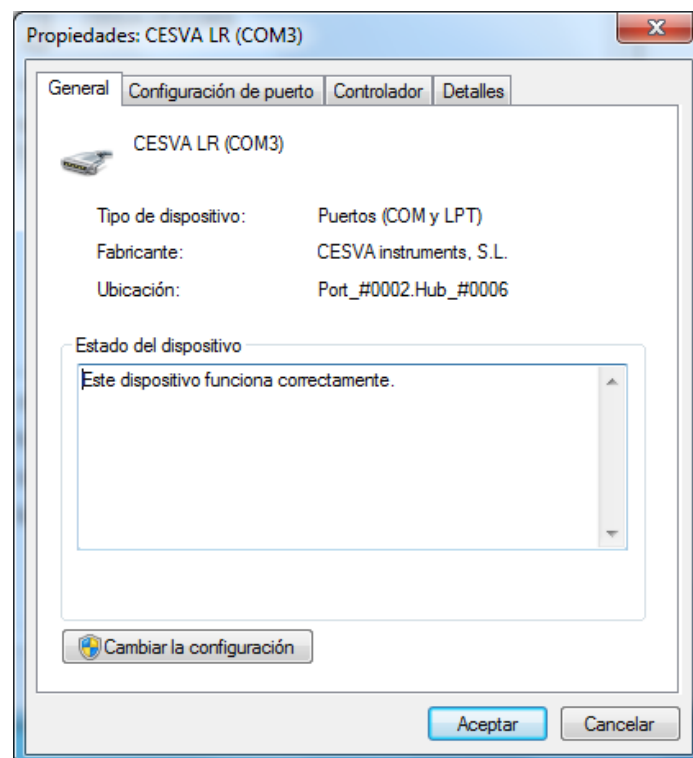 Propiedades: CESVA LR (COM3)
General Configuración de puerto Controlador Detalles
CESVA LR (COM3)
Tipo de dispositivo: Puertos (COM y LPT)
Fabricante: CESVA instruments, S.L.
Ubicación: Port_#0002.Hub_#0006
Estado del dispositivo
Este dispositivo funciona correctamente.
Cambiar la configuración
Aceptar Cancelar